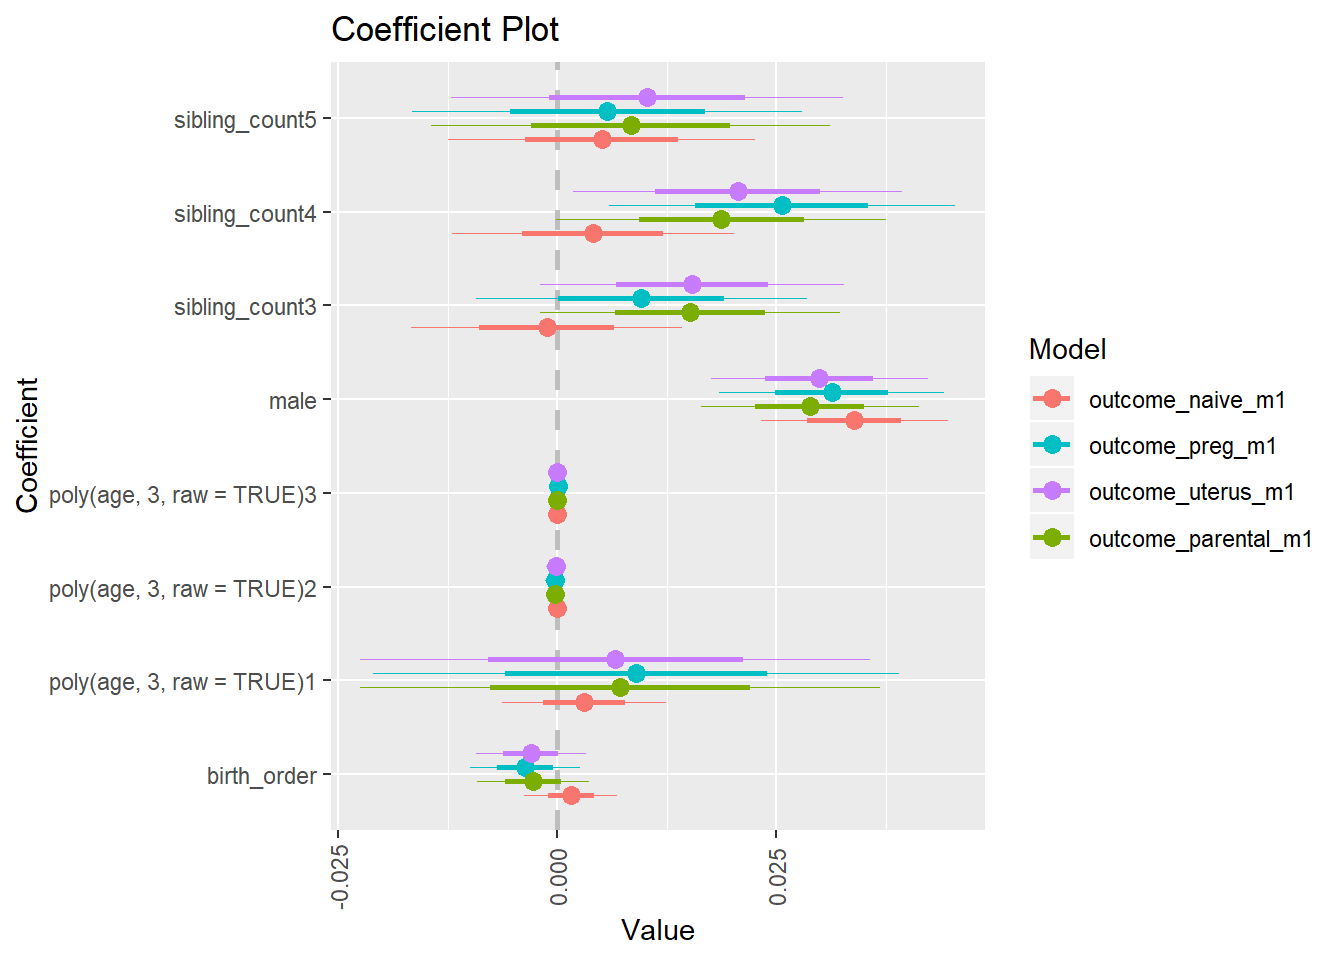 Coefficient Plot
Coefficient
sibling_count5
sibling_count4
sibling_count3
male
poly(age, 3, raw = TRUE)3
poly(age, 3, raw = TRUE)2
poly(age, 3, raw = TRUE)1
birth_order
-0.025
0.000
0.025
Value
Model
outcome_naive_m1
outcome_preg_m1
outcome_uterus_m1
outcome_parental_m1